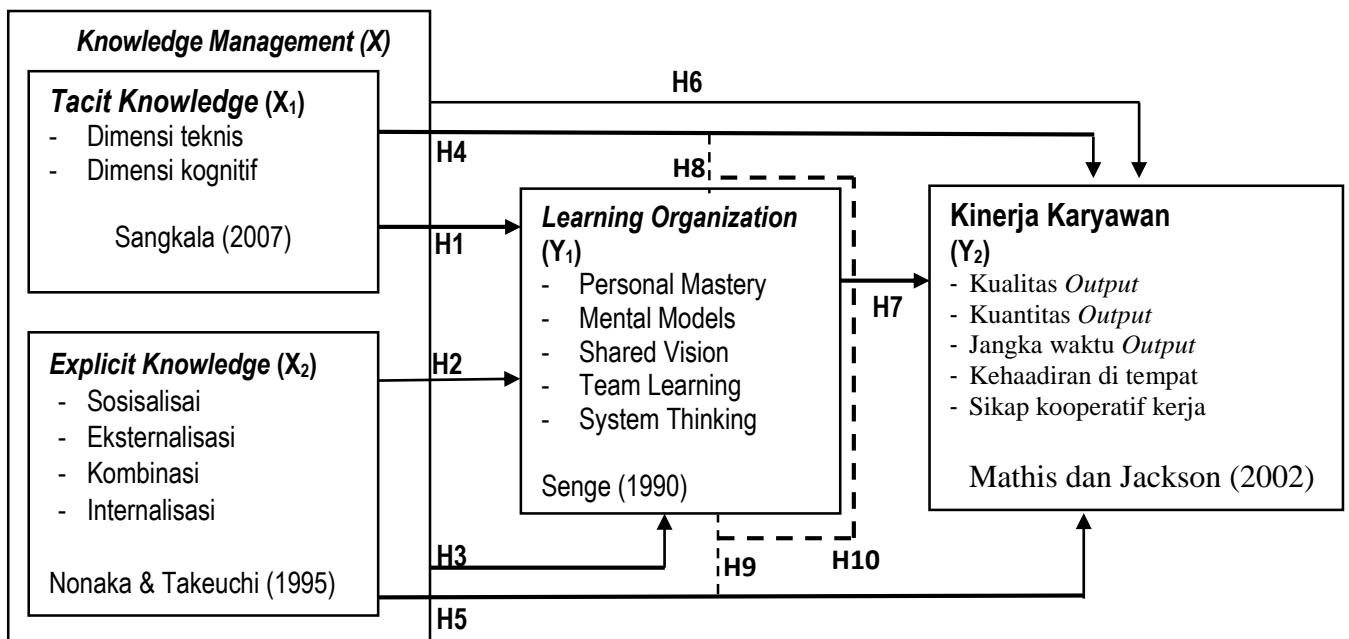 Knowledge Management (X)
Tacit Knowledge (X₁)
- Dimensi teknis
- Dimensi kognitif
Sangkala (2007)
Explicit Knowledge (X₂)
- Sosisalisai
- Eksternalisasi
- Kombinasi
- Internalisasi
Nonaka & Takeuchi (1995)
H6
H4
H8
H1
H2
H3
H5
Learning Organization
(Y₁)
- Personal Mastery
- Mental Models
- Shared Vision
- Team Learning
- System Thinking
Senge (1990)
H7
H9
H10
Kinerja Karyawan
(Y₂)
- Kualitas Output
- Kuantitas Output
- Jangka waktu Output
- Kehaadiran di tempat
- Sikap kooperatif kerja
Mathis dan Jackson (2002)